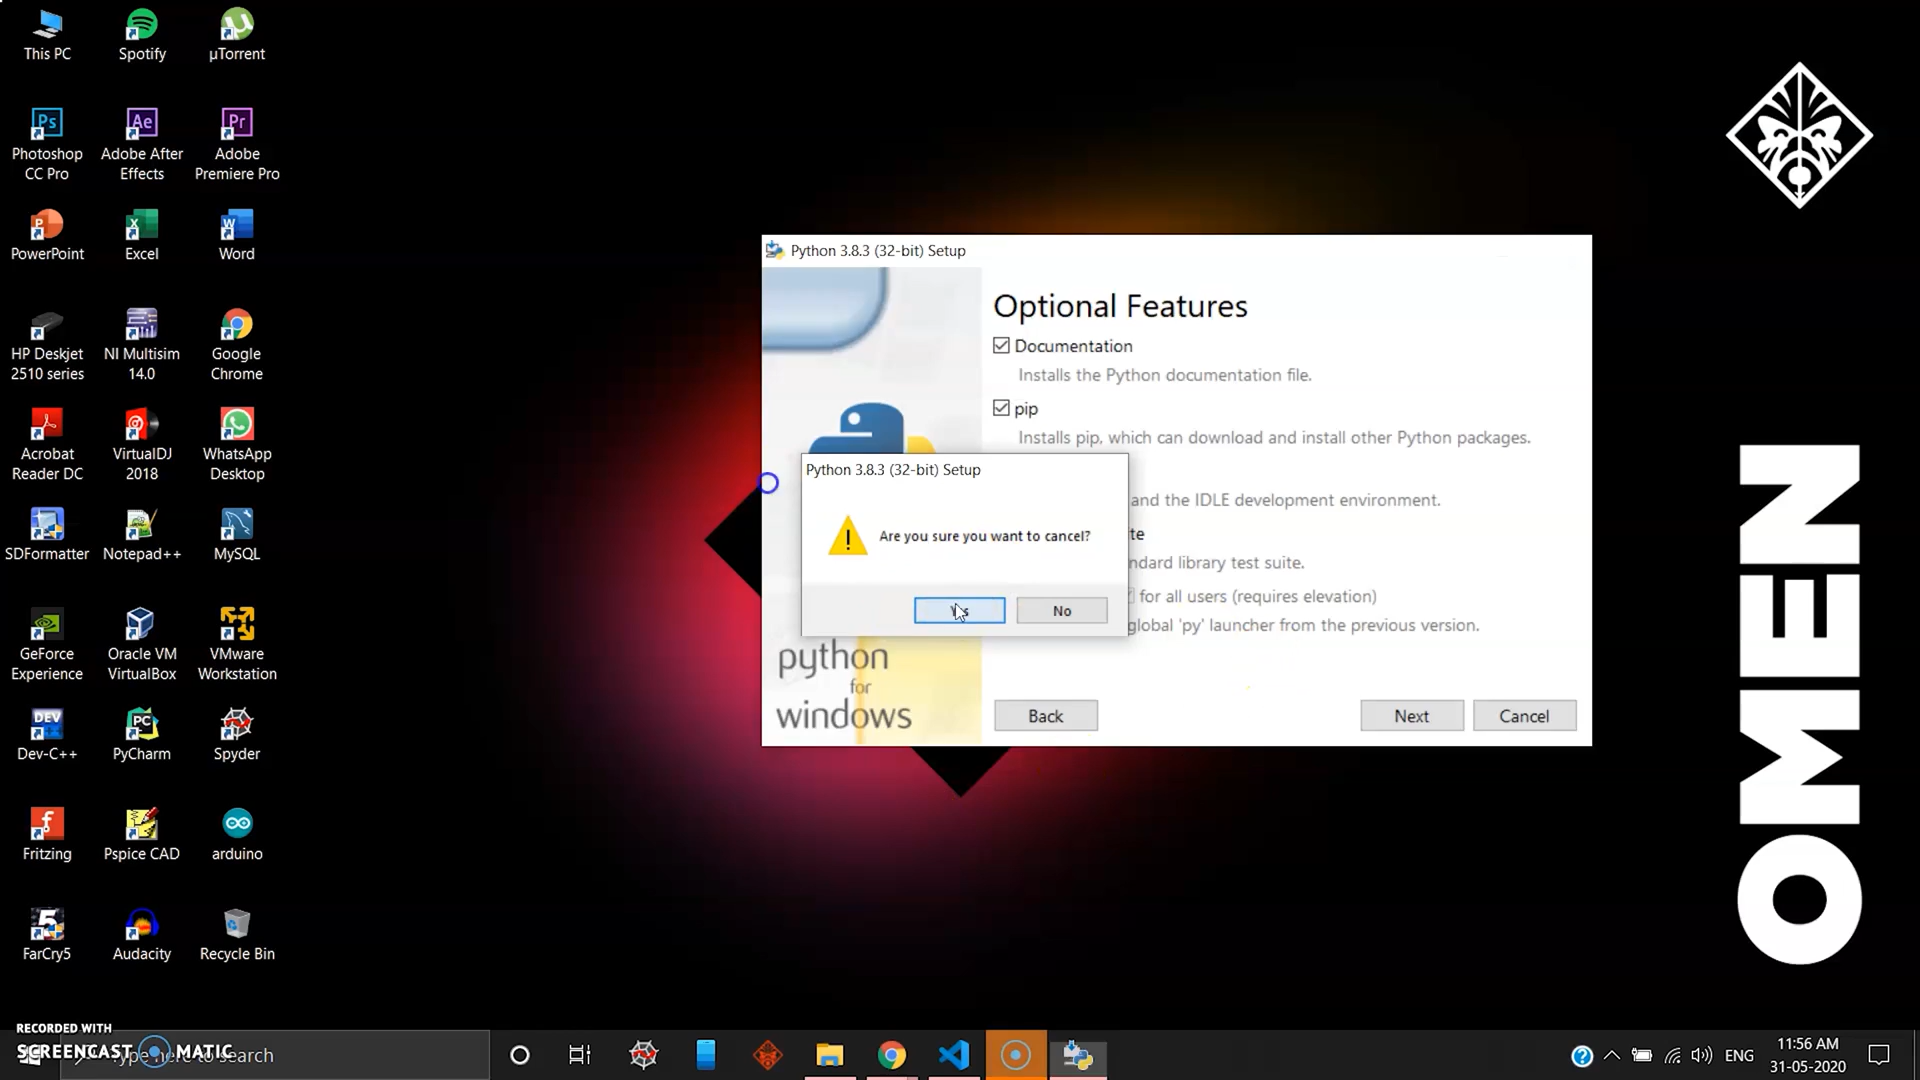 This PC
Spotify
µTorrent
Photoshop CC Pro
Adobe After Effects
Adobe Premiere Pro
PowerPoint
Excel
Word
HP Deskjet 2510 series
NI Multisim 14.0
Google Chrome
Acrobat Reader DC
VirtualDJ 2018
WhatsApp Desktop
SDFormatter
Notepad++
MySQL
GeForce Experience
Oracle VM VirtualBox
VMware Workstation
Dev-C++
PyCharm
Spyder
Fritzing
Pspice CAD
arduino
FarCry5
Audacity
Recycle Bin
Python 3.8.3 (32-bit) Setup
Optional Features
Documentation
Installs the Python documentation file.
pip
Installs pip, which can download and install other Python packages.
and the IDLE development environment.
for all users (requires elevation)
global 'py' launcher from the previous version.
python
for
windows
Back
Next
Cancel
Python 3.8.3 (32-bit) Setup
Are you sure you want to cancel?
No
OMEN
RECORDED WITH
SCREENCAST MATIC
search
ENG
11:56 AM
31-05-2020